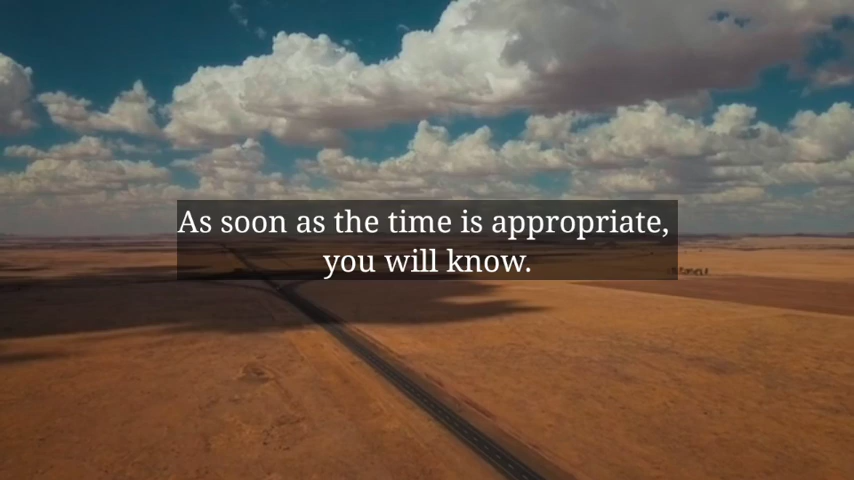 As soon as the time is appropriate,
you will know.